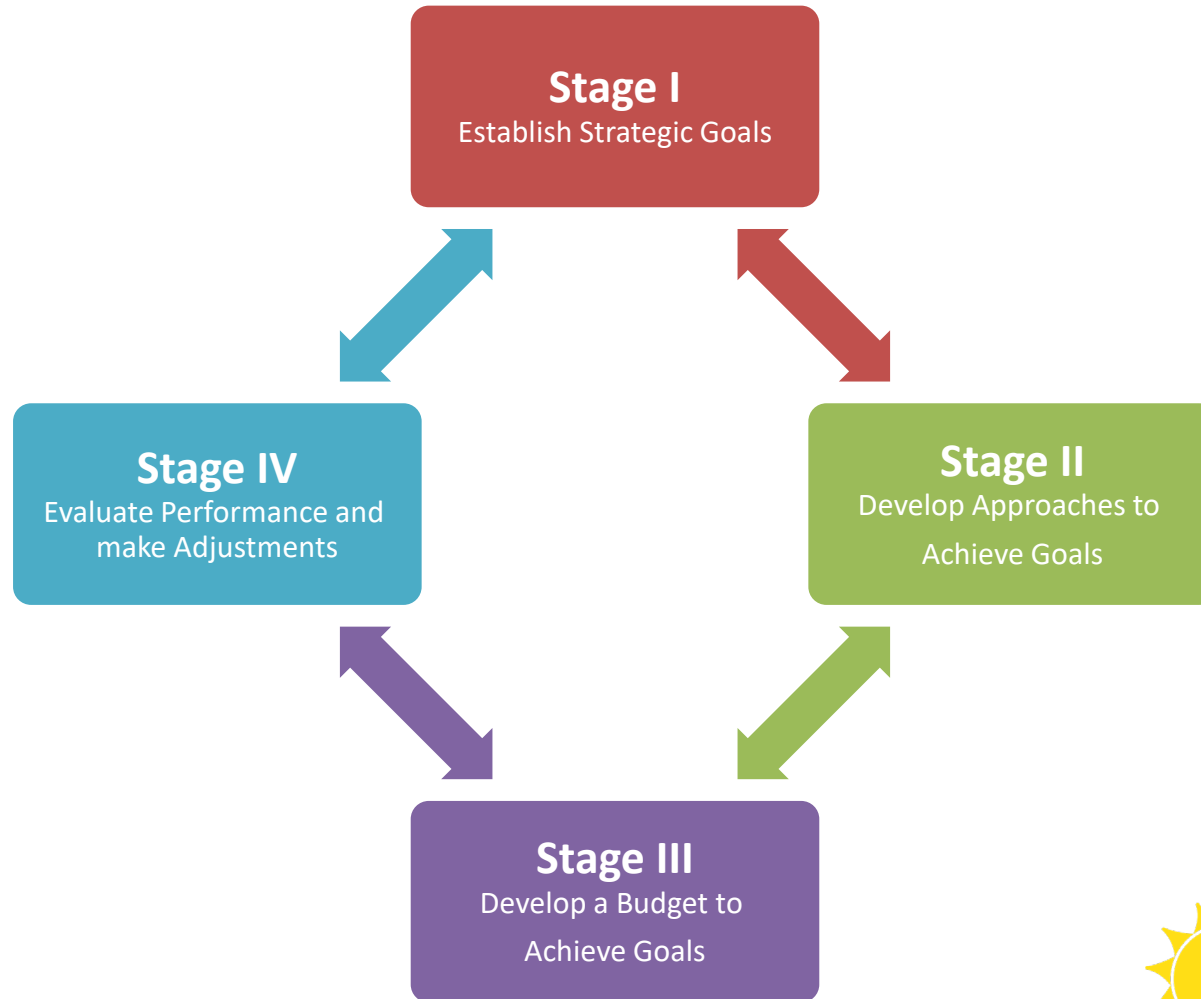 Stage I
Establish Strategic Goals
Stage II
Develop Approaches to
Achieve Goals
Stage III
Develop a Budget to
Achieve Goals
Stage IV
Evaluate Performance and
make Adjustments